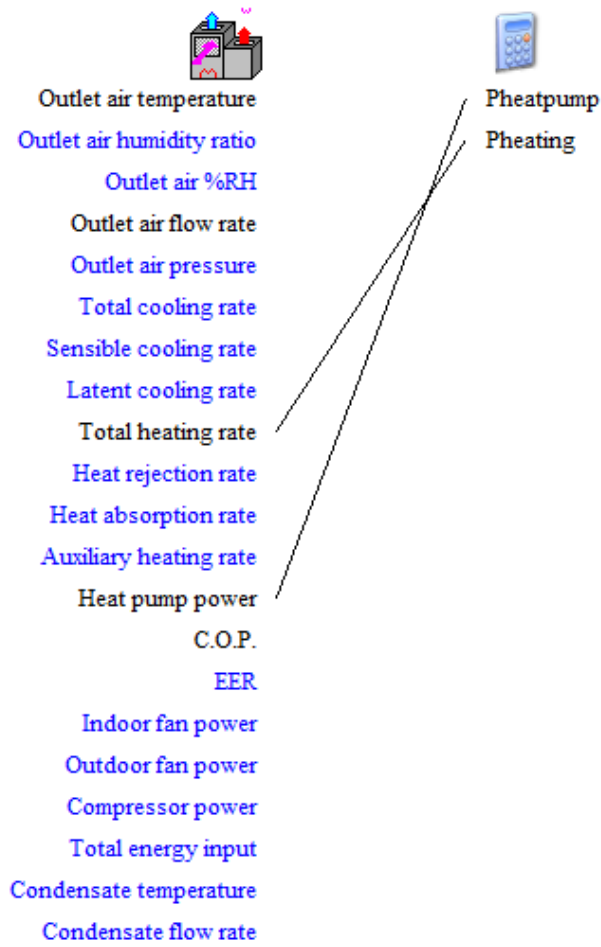 Outlet air temperature
Outlet air humidity ratio
Outlet air %RH
Outlet air flow rate
Outlet air pressure
Total cooling rate
Sensible cooling rate
Latent cooling rate
Total heating rate
Heat rejection rate
Heat absorption rate
Auxiliary heating rate
Heat pump power
C.O.P.
EER
Indoor fan power
Outdoor fan power
Compressor power
Total energy input
Condensate temperature
Condensate flow rate
Pheatpump
Pheating